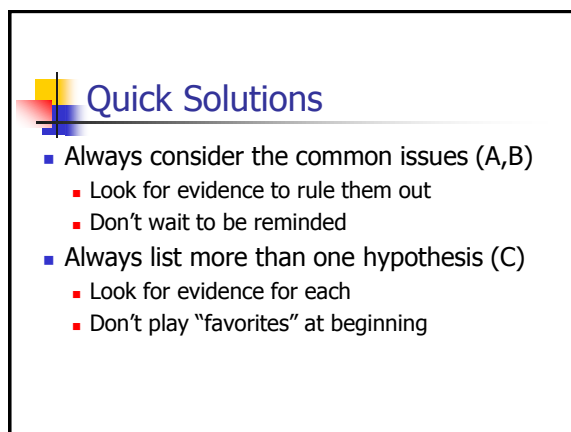 Quick Solutions
Always consider the common issues (A,B)
Look for evidence to rule them out
Don’t wait to be reminded
Always list more than one hypothesis (C)
Look for evidence for each
Don’t play “favorites” at beginning